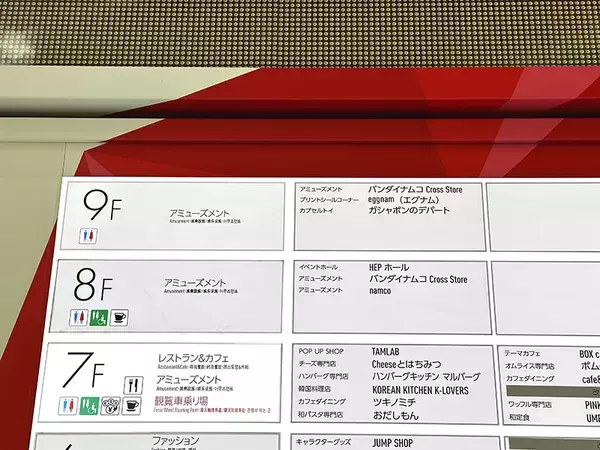 9F
アミューズメント
アミューズメント バンダイナムコ Cross Store
プリントシールコーナー eggnam（エグナム）
カプセルトイ ガシャポンのデパート
8F
アミューズメント
イベントホール HEP ホール
アミューズメント バンダイナムコ Cross Store
アミューズメント namco
7F
レストラン&カフェ
アミューズメント
観覧車乗り場
POP UP SHOP TAMLAB
チーズ専門店 Cheeseとはちみつ
ハンバーグ専門店 ハンバーグキッチン マルバーグ
韓国料理店 KOREAN KITCHEN K-LOVERS
カフェダイニング ツキノミチ
和パスタ専門店 おだしもん
テーマカフェ BOX
オムライス専門店 ポム
カフェダイニング cafe
ワッフル専門店 PIN
和定食 UME
ファッション
キャラクターグッズ JUMP SHOP